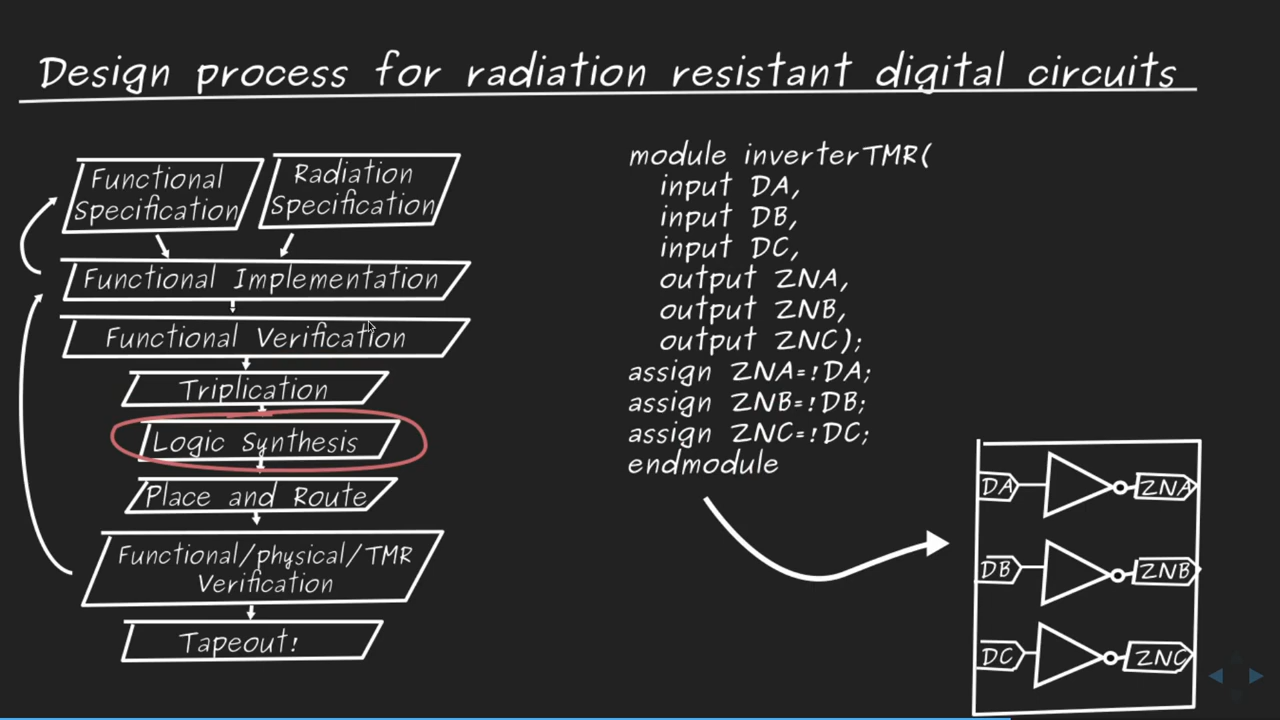 Design process for radiation resistant digital circuits
Functional
Specification
Radiation
Specification
Functional Implementation
Functional Verification
Triplication
Logic Synthesis
Place and Route
Functional/physical/TMR
Verification
Tapeout!
module inverterTMR(
input DA,
input DB,
input DC,
output ZNA,
output ZNB,
output ZNC);
assign ZNA=!DA;
assign ZNB=!DB;
assign ZNC=!DC;
endmodule
DA
ZNA
DB
ZNB
DC
ZNC